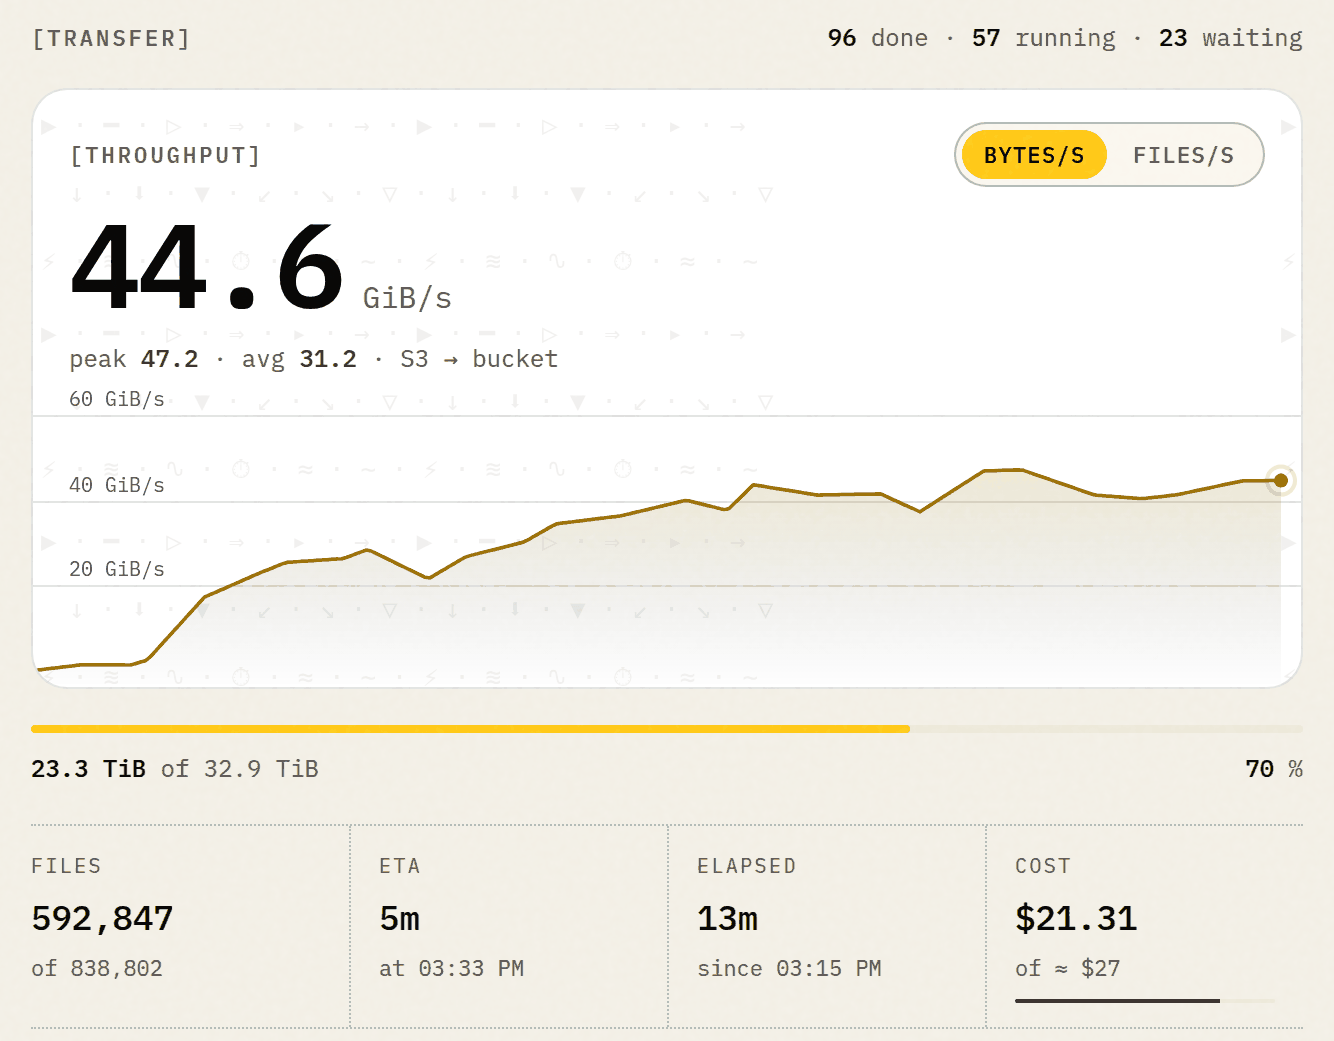 [TRANSFER]
96 done · 57 running · 23 waiting
[THROUGHPUT]
BYTES/S
FILES/S
44.6 GiB/s
peak 47.2 · avg 31.2 · S3 → bucket
60 GiB/s
40 GiB/s
20 GiB/s
23.3 TiB of 32.9 TiB
70 %
FILES
592,847
of 838,802
ETA
5m
at 03:33 PM
ELAPSED
13m
since 03:15 PM
COST
$21.31
of ≈ $27